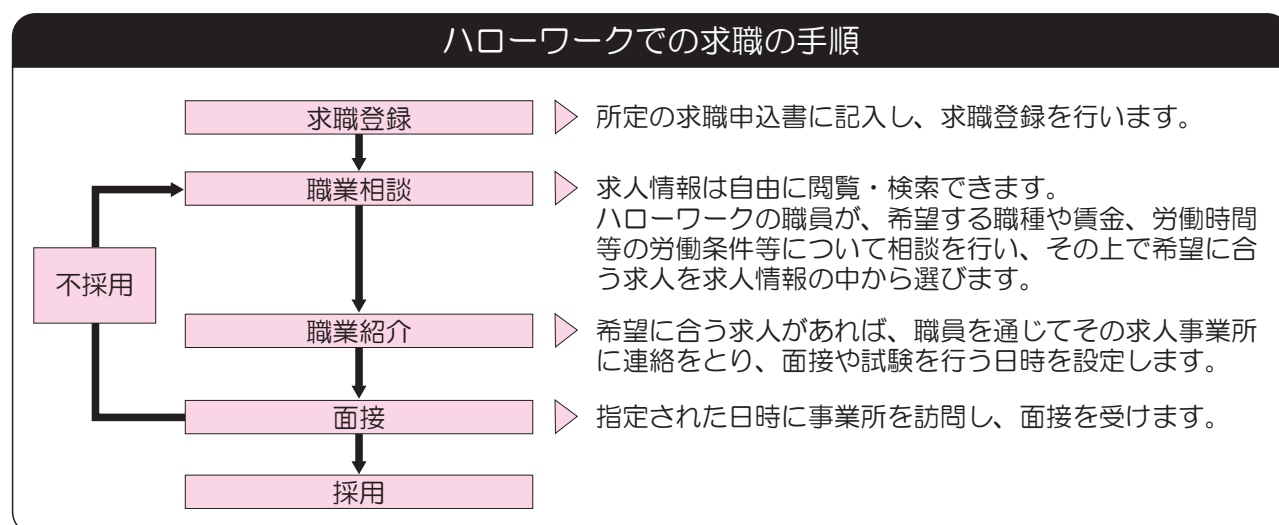 ハローワークでの求職の手順
求職登録
所定の求職申込書に記入し、求職登録を行います。
職業相談
求人情報は自由に閲覧・検索できます。
ハローワークの職員が、希望する職種や賃金、労働時間
等の労働条件等について相談を行い、その上で希望に合
う求人を求人情報の中から選びます。
不採用
職業紹介
希望に合う求人があれば、職員を通じてその求人事業所
に連絡をとり、面接や試験を行う日時を設定します。
面接
指定された日時に事業所を訪問し、面接を受けます。
採用